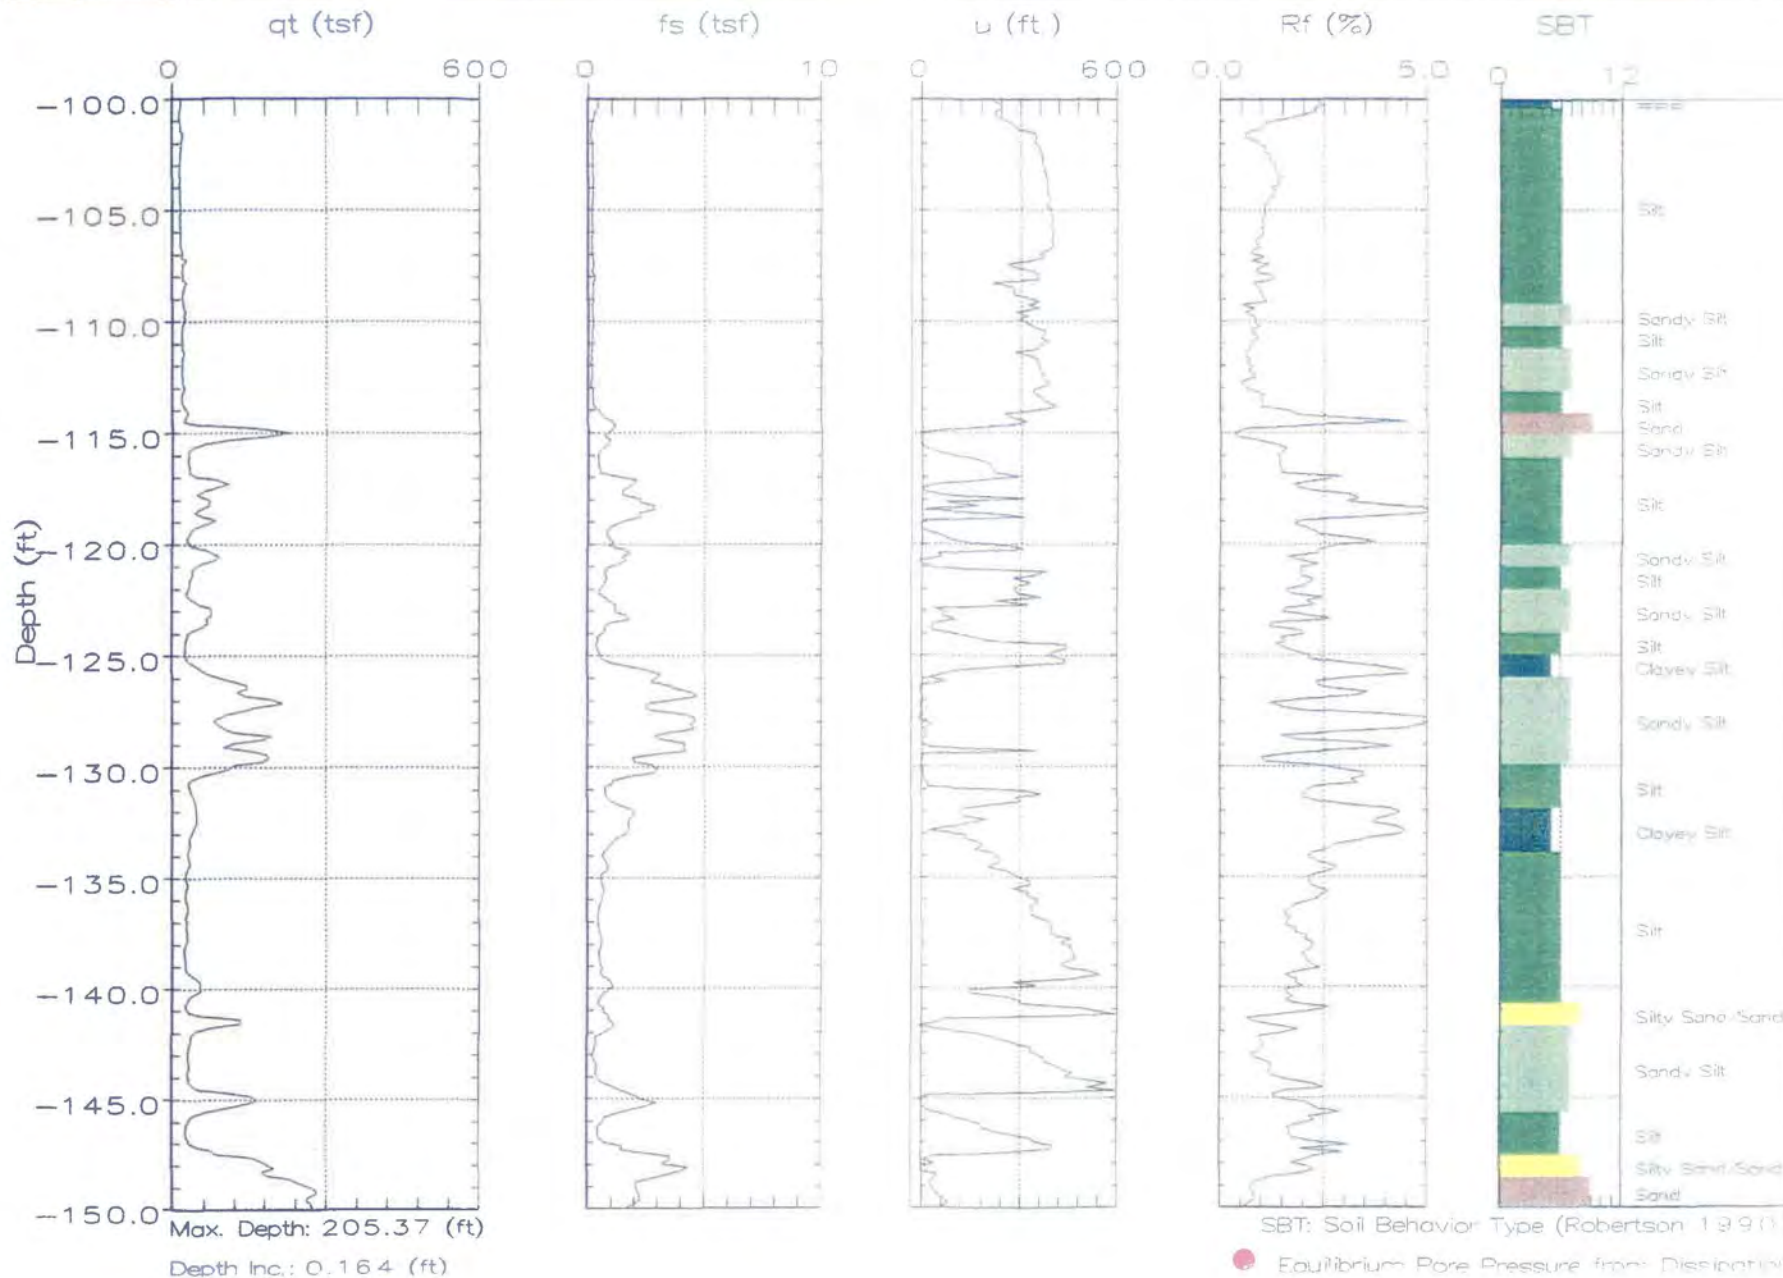 qt (tsf)
fs (tsf)
u (ft.)
Rf (%)
SBT
0 600
0 10
0 600
0.0 5.0
0 12
Depth (ft)
-100.0
-105.0
-110.0
-115.0
-120.0
-125.0
-130.0
-135.0
-140.0
-145.0
-150.0
Silt
Sandy Silt
Silt
Sandy Silt
Silt
Sand
Sandy Silt
Silt
Sandy Silt
Silt
Sandy Silt
Silt
Clayey Silt
Sandy Silt
Silt
Clayey Silt
Silt
Silty Sand/Sand
Sandy Silt
Silt
Silty Sand/Sand
Sand
Max. Depth: 205.37 (ft)
Depth Inc.: 0.164 (ft)
SBT: Soil Behavior Type (Robertson 1990)
Equilibrium Pore Pressure from Dissipation